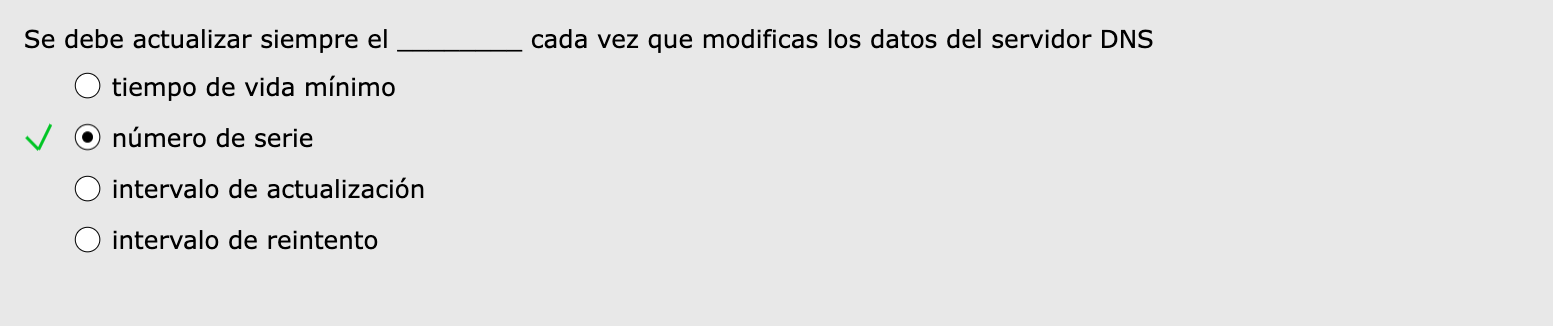 Se debe actualizar siempre el _________ cada vez que modificas los datos del servidor DNS
tiempo de vida mínimo
número de serie
intervalo de actualización
intervalo de reintento